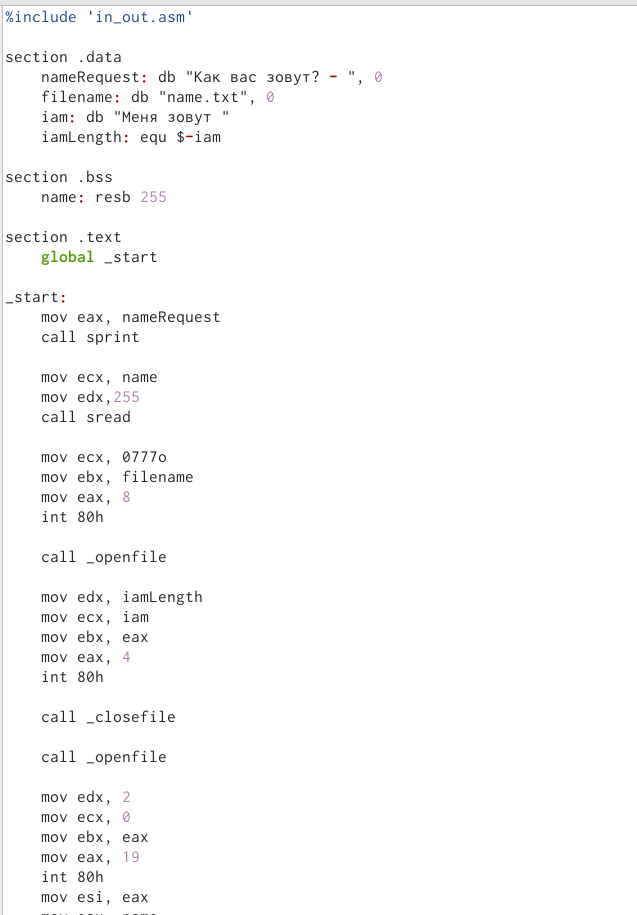 %include 'in_out.asm'
section .data
nameRequest: db "Как вас зовут? - ", 0
filename: db "name.txt", 0
iam: db "Меня зовут "
iamLength: equ $-iam
section .bss
name: resb 255
section .text
global _start
_start:
mov eax, nameRequest
call sprint
mov ecx, name
mov edx,255
call sread
mov ecx, 0777o
mov ebx, filename
mov eax, 8
int 80h
call _openfile
mov edx, iamLength
mov ecx, iam
mov ebx, eax
mov eax, 4
int 80h
call _closefile
call _openfile
mov edx, 2
mov ecx, 0
mov ebx, eax
mov eax, 19
int 80h
mov esi, eax